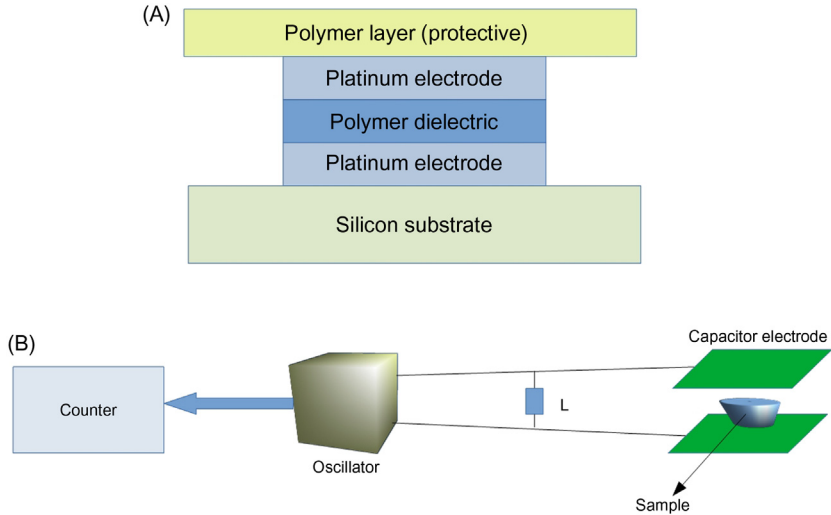 (A)
Polymer layer (protective)
Platinum electrode
Polymer dielectric
Platinum electrode
Silicon substrate
(B)
Capacitor electrode
Counter
L
Oscillator
Sample